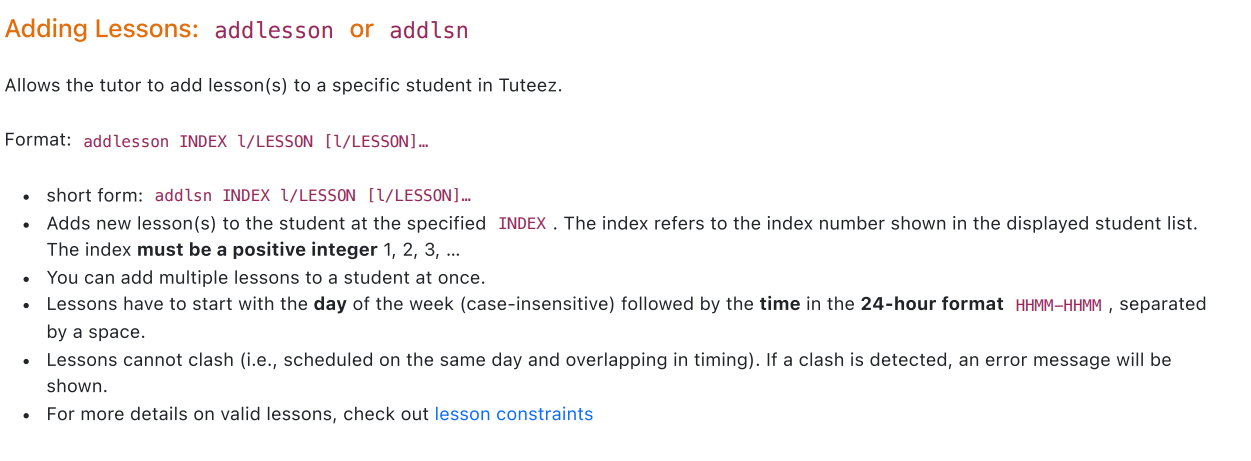 Adding Lessons: addlesson or addlsn
Allows the tutor to add lesson(s) to a specific student in Tuteez.
Format: addlesson INDEX l/LESSON [l/LESSON]…
• short form: addlsn INDEX l/LESSON [l/LESSON]…
• Adds new lesson(s) to the student at the specified INDEX . The index refers to the index number shown in the displayed student list.
The index must be a positive integer 1, 2, 3, …
• You can add multiple lessons to a student at once.
• Lessons have to start with the day of the week (case-insensitive) followed by the time in the 24-hour format HHMM-HHMM , separated
by a space.
• Lessons cannot clash (i.e., scheduled on the same day and overlapping in timing). If a clash is detected, an error message will be
shown.
• For more details on valid lessons, check out lesson constraints